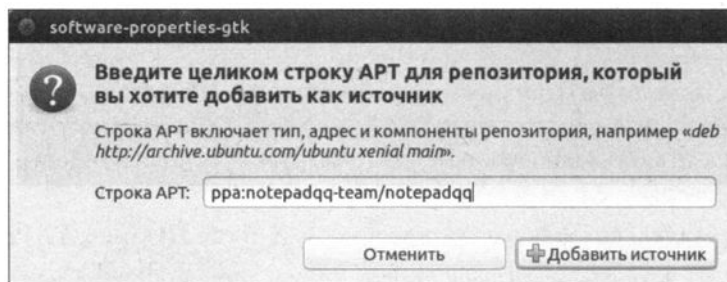 software-properties-gtk
Введите целиком строку APT для репозитория, который
вы хотите добавить как источник
Строка APT включает тип, адрес и компоненты репозитория, например «deb
http://archive.ubuntu.com/ubuntu xenial main».
Строка APT: ppa:notepadqq-team/notepadqq
Отменить Добавить источник